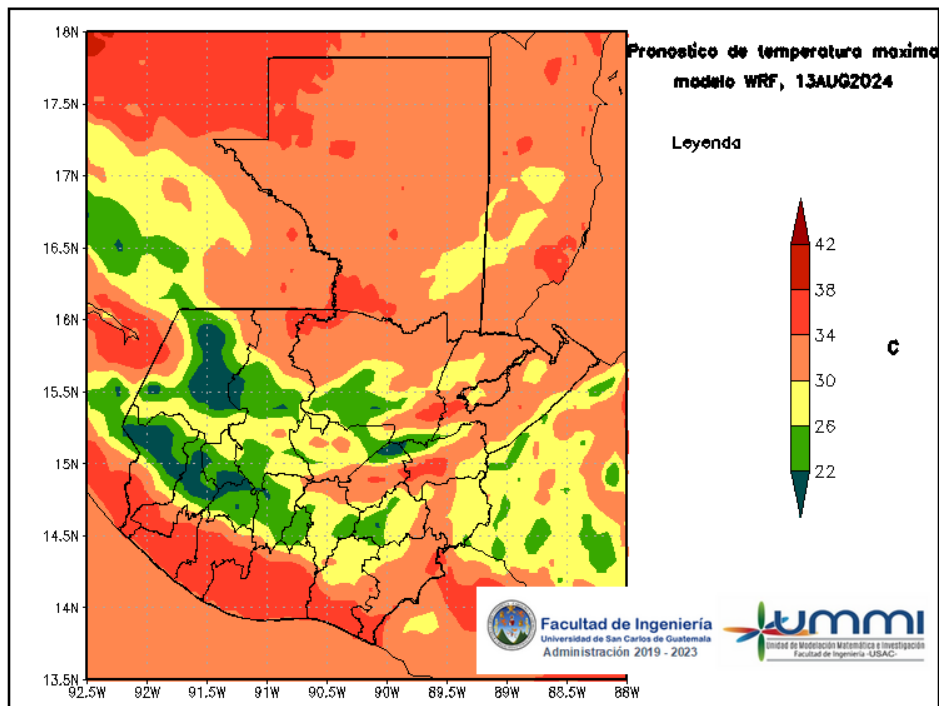 Pronostico de temperatura maxima
modelo WRF, 13AUG2024
Leyenda
42
38
34
30
26
22
C
18N
17.5N
17N
16.5N
16N
15.5N
15N
14.5N
14N
13.5N
92.5W
92W
91.5W
91W
90.5W
90W
89.5W
89W
88.5W
88W
Facultad de Ingeniería
Universidad de San Carlos de Guatemala
Administración 2019 - 2023
ummi
Unidad de Modelación Matemática e Investigación
Facultad de Ingeniería -USAC-